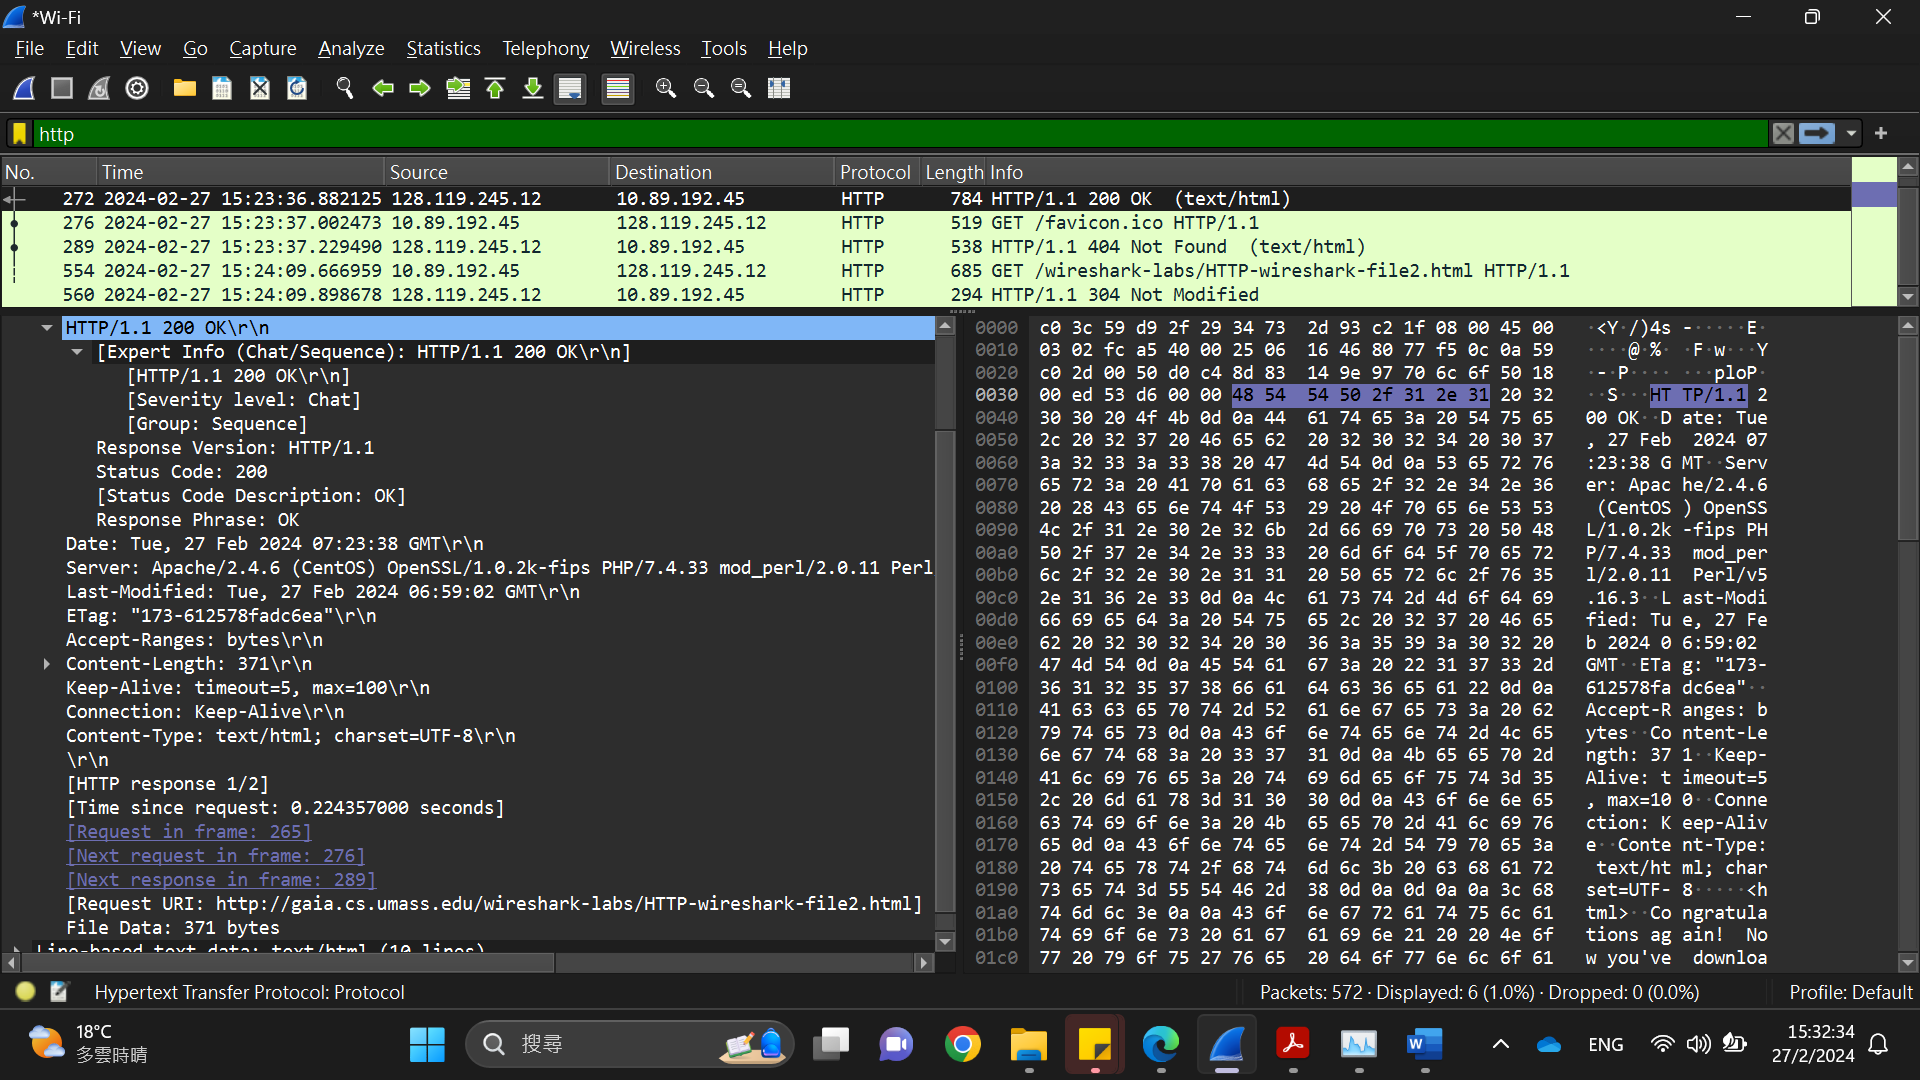 *Wi-Fi
File Edit View Go Capture Analyze Statistics Telephony Wireless Tools Help
http
No. Time Source Destination Protocol Length Info
272 2024-02-27 15:23:36.882125 128.119.245.12 10.89.192.45 HTTP 784 HTTP/1.1 200 OK (text/html)
276 2024-02-27 15:23:37.002473 10.89.192.45 128.119.245.12 HTTP 519 GET /favicon.ico HTTP/1.1
289 2024-02-27 15:23:37.229490 128.119.245.12 10.89.192.45 HTTP 538 HTTP/1.1 404 Not Found (text/html)
554 2024-02-27 15:24:09.666959 10.89.192.45 128.119.245.12 HTTP 685 GET /wireshark-labs/HTTP-wireshark-file2.html HTTP/1.1
560 2024-02-27 15:24:09.898678 128.119.245.12 10.89.192.45 HTTP 294 HTTP/1.1 304 Not Modified
HTTP/1.1 200 OK\r\n
[Expert Info (Chat/Sequence): HTTP/1.1 200 OK\r\n]
[HTTP/1.1 200 OK\r\n]
[Severity level: Chat]
[Group: Sequence]
Response Version: HTTP/1.1
Status Code: 200
[Status Code Description: OK]
Response Phrase: OK
Date: Tue, 27 Feb 2024 07:23:38 GMT\r\n
Server: Apache/2.4.6 (CentOS) OpenSSL/1.0.2k-fips PHP/7.4.33 mod_perl/2.0.11 Perl
Last-Modified: Tue, 27 Feb 2024 06:59:02 GMT\r\n
ETag: "173-612578fadc6ea"\r\n
Accept-Ranges: bytes\r\n
Content-Length: 371\r\n
Keep-Alive: timeout=5, max=100\r\n
Connection: Keep-Alive\r\n
Content-Type: text/html; charset=UTF-8\r\n
\r\n
[HTTP response 1/2]
[Time since request: 0.224357000 seconds]
[Request in frame: 265]
[Next request in frame: 276]
[Next response in frame: 289]
[Request URI: http://gaia.cs.umass.edu/wireshark-labs/HTTP-wireshark-file2.html]
File Data: 371 bytes
Line-based text data: text/html (10 lines)
0000 c0 3c 59 d9 2f 29 34 73 2d 93 c2 1f 08 00 45 00 ·<Y·/)4s -·····E·
0010 03 02 fc a5 40 00 25 06 16 46 80 77 f5 0c 0a 59 ····@·%· ·F·w···Y
0020 c0 2d 00 50 d0 c4 8d 83 14 9e 97 70 6c 6f 50 18 ·-·P···· ···ploP·
0030 00 ed 53 d6 00 00 48 54 54 50 2f 31 2e 31 20 32 ··S···HT TP/1.1 2
0040 30 30 20 4f 4b 0d 0a 44 61 74 65 3a 20 54 75 65 00 OK··D ate: Tue
0050 2c 20 32 37 20 46 65 62 20 32 30 32 34 20 30 37 , 27 Feb 2024 07
0060 3a 32 33 3a 33 38 20 47 4d 54 0d 0a 53 65 72 76 :23:38 G MT··Serv
0070 65 72 3a 20 41 70 61 63 68 65 2f 32 2e 34 2e 36 er: Apac he/2.4.6
0080 20 28 43 65 6e 74 4f 53 29 20 4f 70 65 6e 53 53 (CentOS ) OpenSS
0090 4c 2f 31 2e 30 2e 32 6b 2d 66 69 70 73 20 50 48 L/1.0.2k -fips PH
00a0 50 2f 37 2e 34 2e 33 33 20 6d 6f 64 5f 70 65 72 P/7.4.33 mod_per
00b0 6c 2f 32 2e 30 2e 31 31 20 50 65 72 6c 2f 76 35 l/2.0.11 Perl/v5
00c0 2e 31 36 2e 33 0d 0a 4c 61 73 74 2d 4d 6f 64 69 .16.3··L ast-Modi
00d0 66 69 65 64 3a 20 54 75 65 2c 20 32 37 20 46 65 fied: Tu e, 27 Fe
00e0 62 20 32 30 32 34 20 30 36 3a 35 39 3a 30 32 20 b 2024 0 6:59:02
00f0 47 4d 54 0d 0a 45 54 61 67 3a 20 22 31 37 33 2d GMT··ETa g: "173-
0100 36 31 32 35 37 38 66 61 64 63 36 65 61 22 0d 0a 612578fa dc6ea"··
0110 41 63 63 65 70 74 2d 52 61 6e 67 65 73 3a 20 62 Accept-R anges: b
0120 79 74 65 73 0d 0a 43 6f 6e 74 65 6e 74 2d 4c 65 ytes··Co ntent-Le
0130 6e 67 74 68 3a 20 33 37 31 0d 0a 4b 65 65 70 2d ngth: 37 1··Keep-
0140 41 6c 69 76 65 3a 20 74 69 6d 65 6f 75 74 3d 35 Alive: t imeout=5
0150 2c 20 6d 61 78 3d 31 30 30 0d 0a 43 6f 6e 6e 65 , max=10 0··Conne
0160 63 74 69 6f 6e 3a 20 4b 65 65 70 2d 41 6c 69 76 ction: K eep-Aliv
0170 65 0d 0a 43 6f 6e 74 65 6e 74 2d 54 79 70 65 3a e··Conte nt-Type:
0180 20 74 65 78 74 2f 68 74 6d 6c 3b 20 63 68 61 72 text/ht ml; char
0190 73 65 74 3d 55 54 46 2d 38 0d 0a 0d 0a 0a 3c 68 set=UTF- 8·····<h
01a0 74 6d 6c 3e 0a 0a 43 6f 6e 67 72 61 74 75 6c 61 tml>··Co ngratula
01b0 74 69 6f 6e 73 20 61 67 61 69 6e 21 20 20 4e 6f tions ag ain! No
01c0 77 20 79 6f 75 27 76 65 20 64 6f 77 6e 6c 6f 61 w you've downloa
Hypertext Transfer Protocol: Protocol
Packets: 572 · Displayed: 6 (1.0%) · Dropped: 0 (0.0%)
Profile: Default
18°C
多雲時晴
搜尋
ENG
15:32:34
27/2/2024